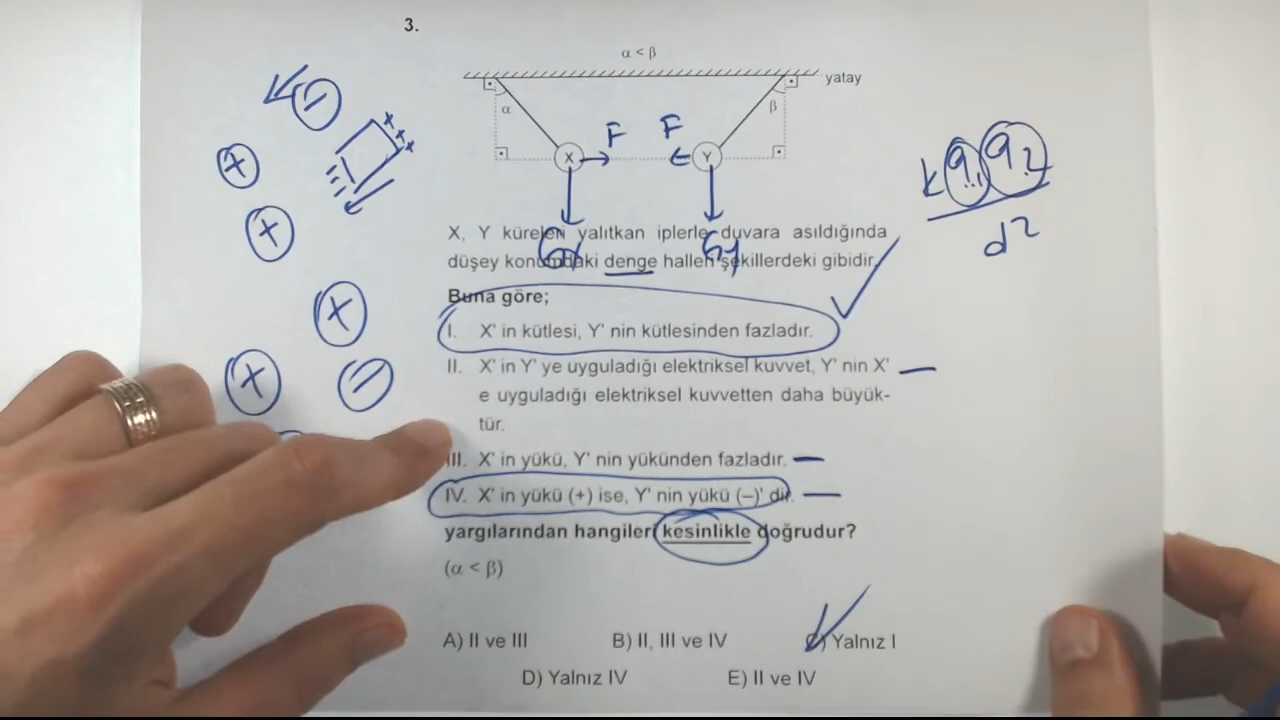 3.
α < β
yatay
α
β
F
F
X
Y
k q₁ q₂
d²
X, Y küreleri yalıtkan iplerle duvara asıldığında
Gx
Gy
düşey konumdaki denge halleri şekillerdeki gibidir.
Buna göre;
I. X' in kütlesi, Y' nin kütlesinden fazladır.
II. X' in Y' ye uyguladığı elektriksel kuvvet, Y' nin X'
e uyguladığı elektriksel kuvvetten daha büyük-
tür.
III. X' in yükü, Y' nin yükünden fazladır.
IV. X' in yükü (+) ise, Y' nin yükü (–)' dir.
yargılarından hangileri kesinlikle doğrudur?
(α < β)
A) II ve III
B) II, III ve IV
C) Yalnız I
D) Yalnız IV
E) II ve IV